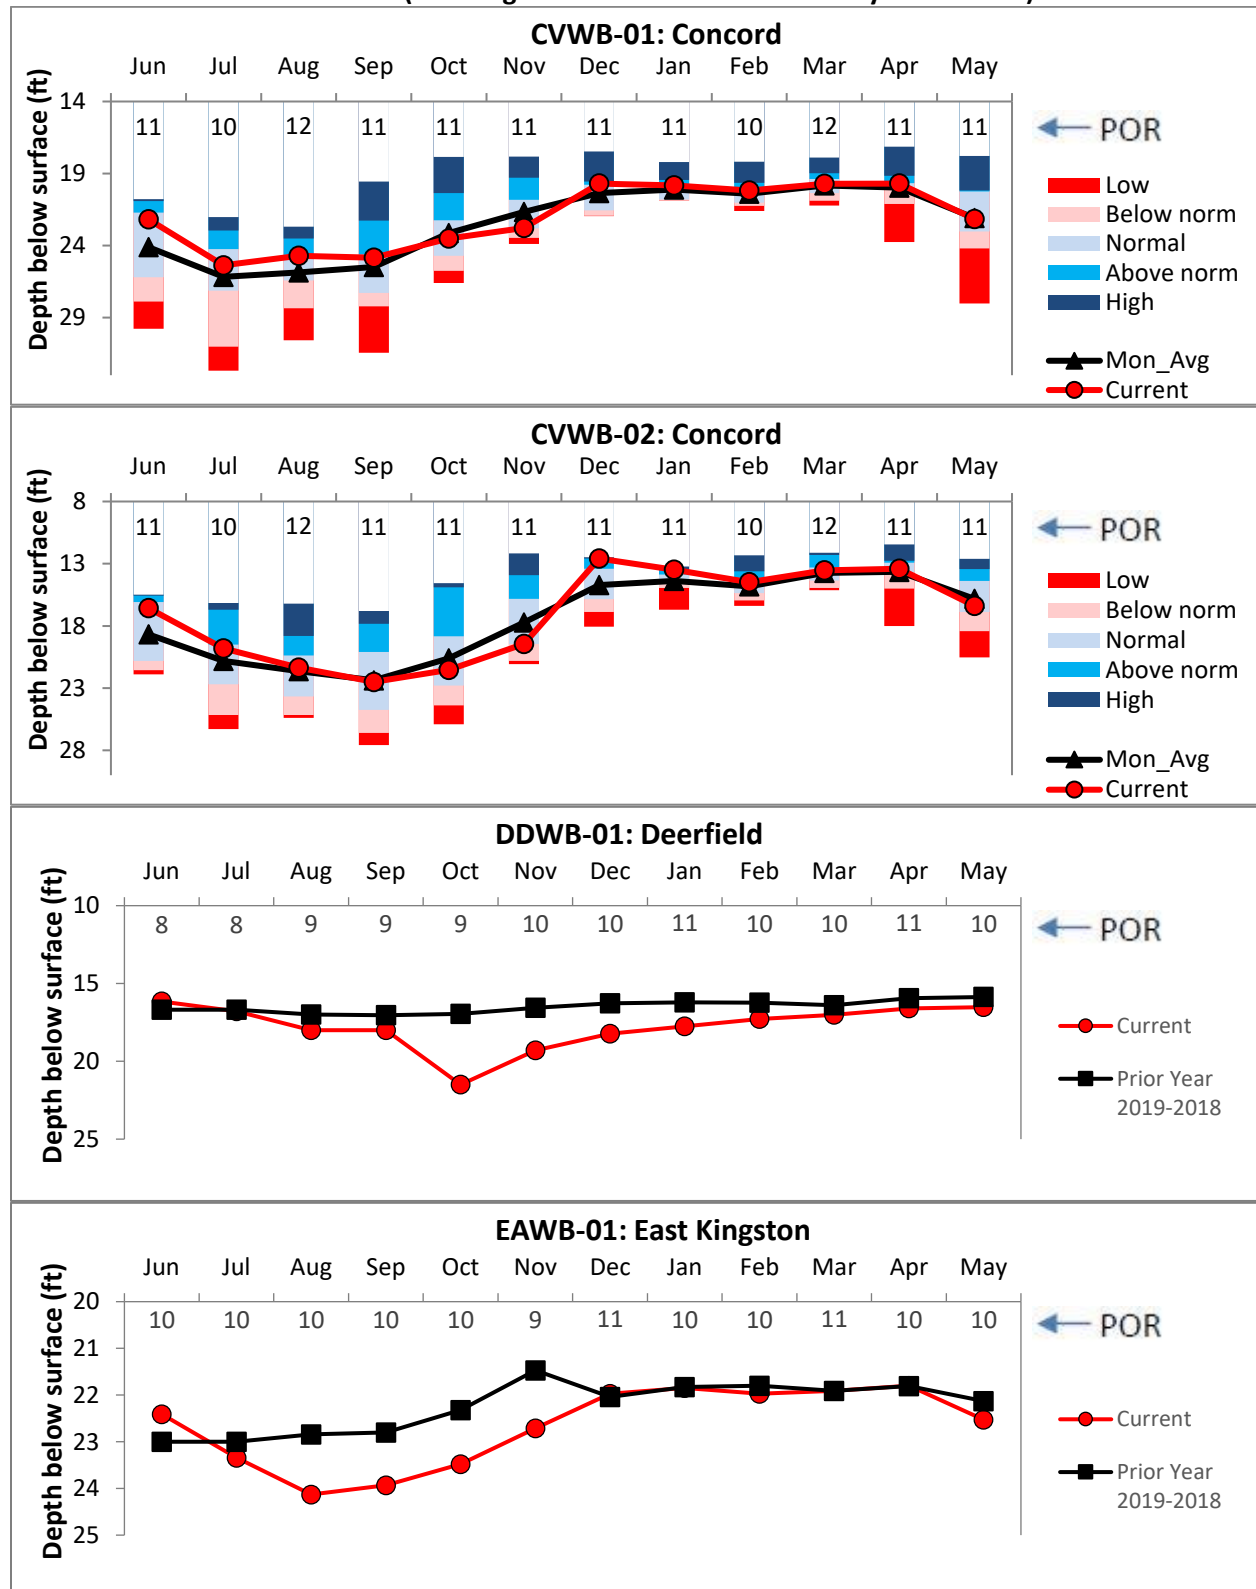 CVWB-01: Concord
Jun Jul Aug Sep Oct Nov Dec Jan Feb Mar Apr May
Depth below surface (ft)
14
11 10 12 11 11 11 11 11 10 12 11 11
POR
19
24
29
Low
Below norm
Normal
Above norm
High
Mon_Avg
Current
CVWB-02: Concord
Jun Jul Aug Sep Oct Nov Dec Jan Feb Mar Apr May
Depth below surface (ft)
8
11 10 12 11 11 11 11 11 10 12 11 11
POR
13
18
23
28
Low
Below norm
Normal
Above norm
High
Mon_Avg
Current
DDWB-01: Deerfield
Jun Jul Aug Sep Oct Nov Dec Jan Feb Mar Apr May
Depth below surface (ft)
10
8 8 9 9 9 10 10 11 10 10 11 10
POR
15
20
25
Current
Prior Year
2019-2018
EAWB-01: East Kingston
Jun Jul Aug Sep Oct Nov Dec Jan Feb Mar Apr May
Depth below surface (ft)
20
10 10 10 10 10 9 11 10 10 11 10 10
POR
21
22
23
24
25
Current
Prior Year
2019-2018